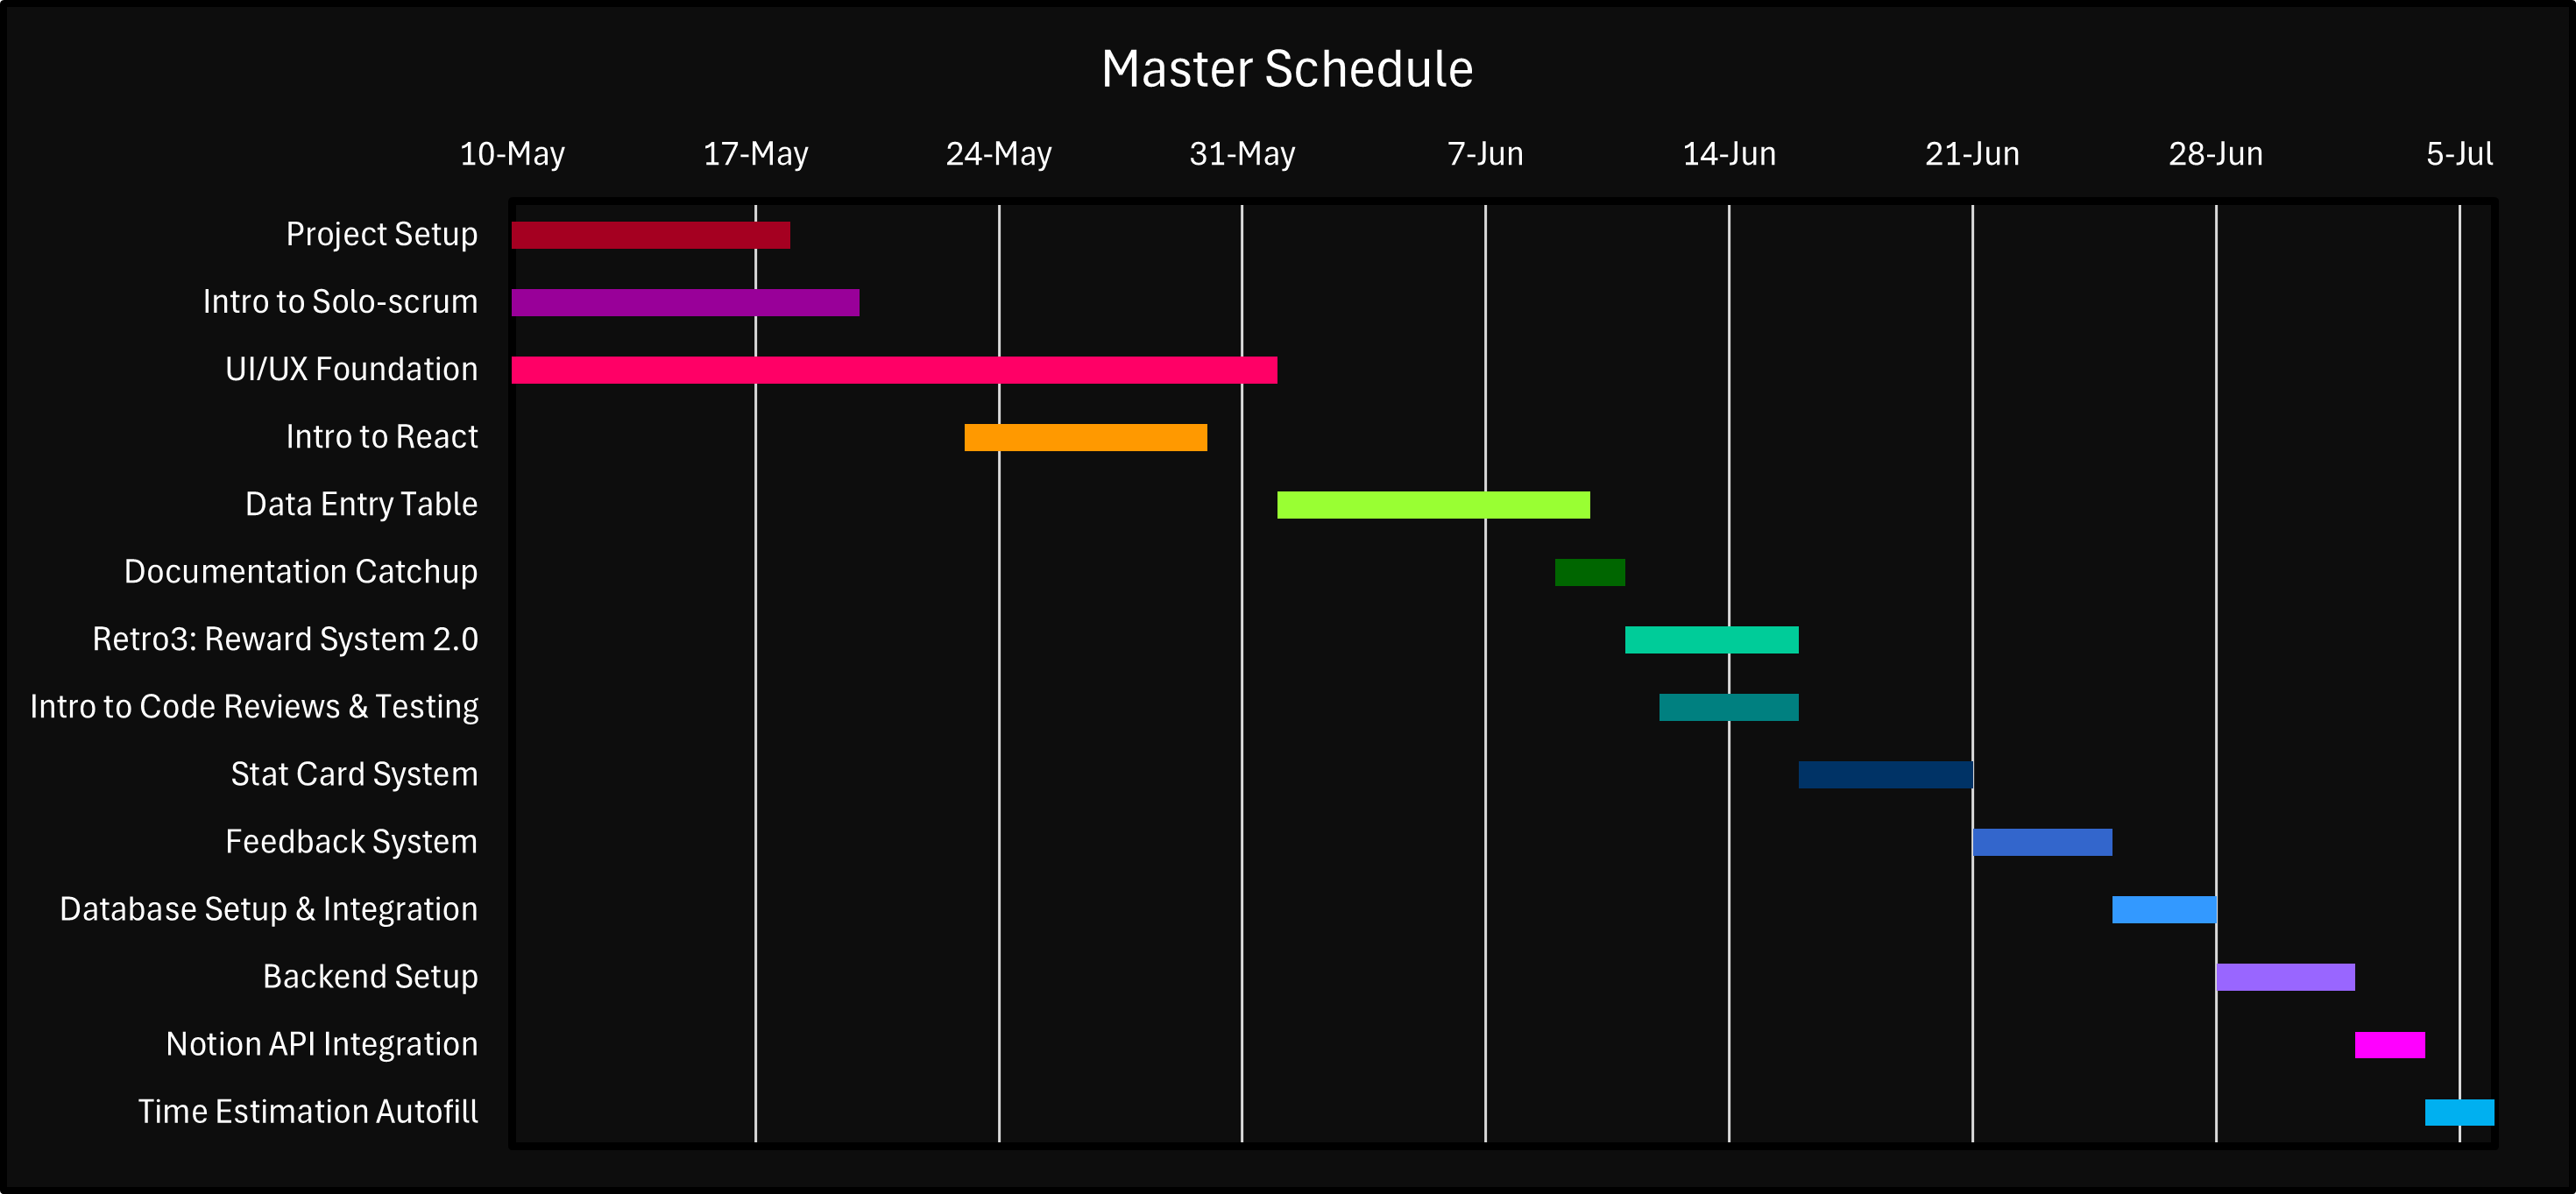 Master Schedule
10-May 17-May 24-May 31-May 7-Jun 14-Jun 21-Jun 28-Jun 5-Jul
Project Setup
Intro to Solo-scrum
UI/UX Foundation
Intro to React
Data Entry Table
Documentation Catchup
Retro3: Reward System 2.0
Intro to Code Reviews & Testing
Stat Card System
Feedback System
Database Setup & Integration
Backend Setup
Notion API Integration
Time Estimation Autofill